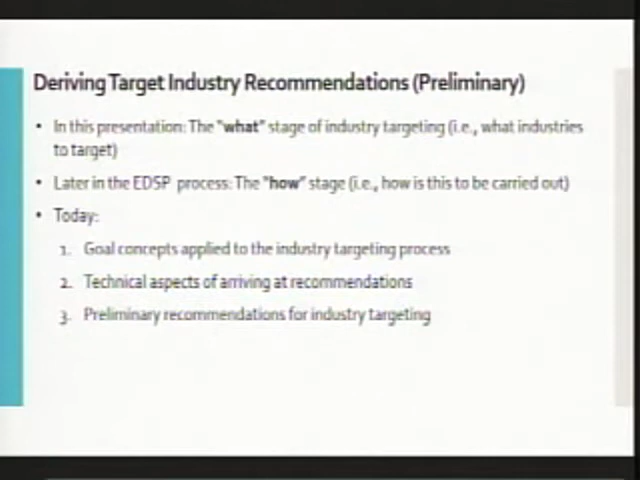 Deriving Target Industry Recommendations (Preliminary)
• In this presentation: The "what" stage of industry targeting (i.e., what industries
to target)
• Later in the EDSP process: The "how" stage (i.e., how is this to be carried out)
• Today:
1. Goal concepts applied to the industry targeting process
2. Technical aspects of arriving at recommendations
3. Preliminary recommendations for industry targeting